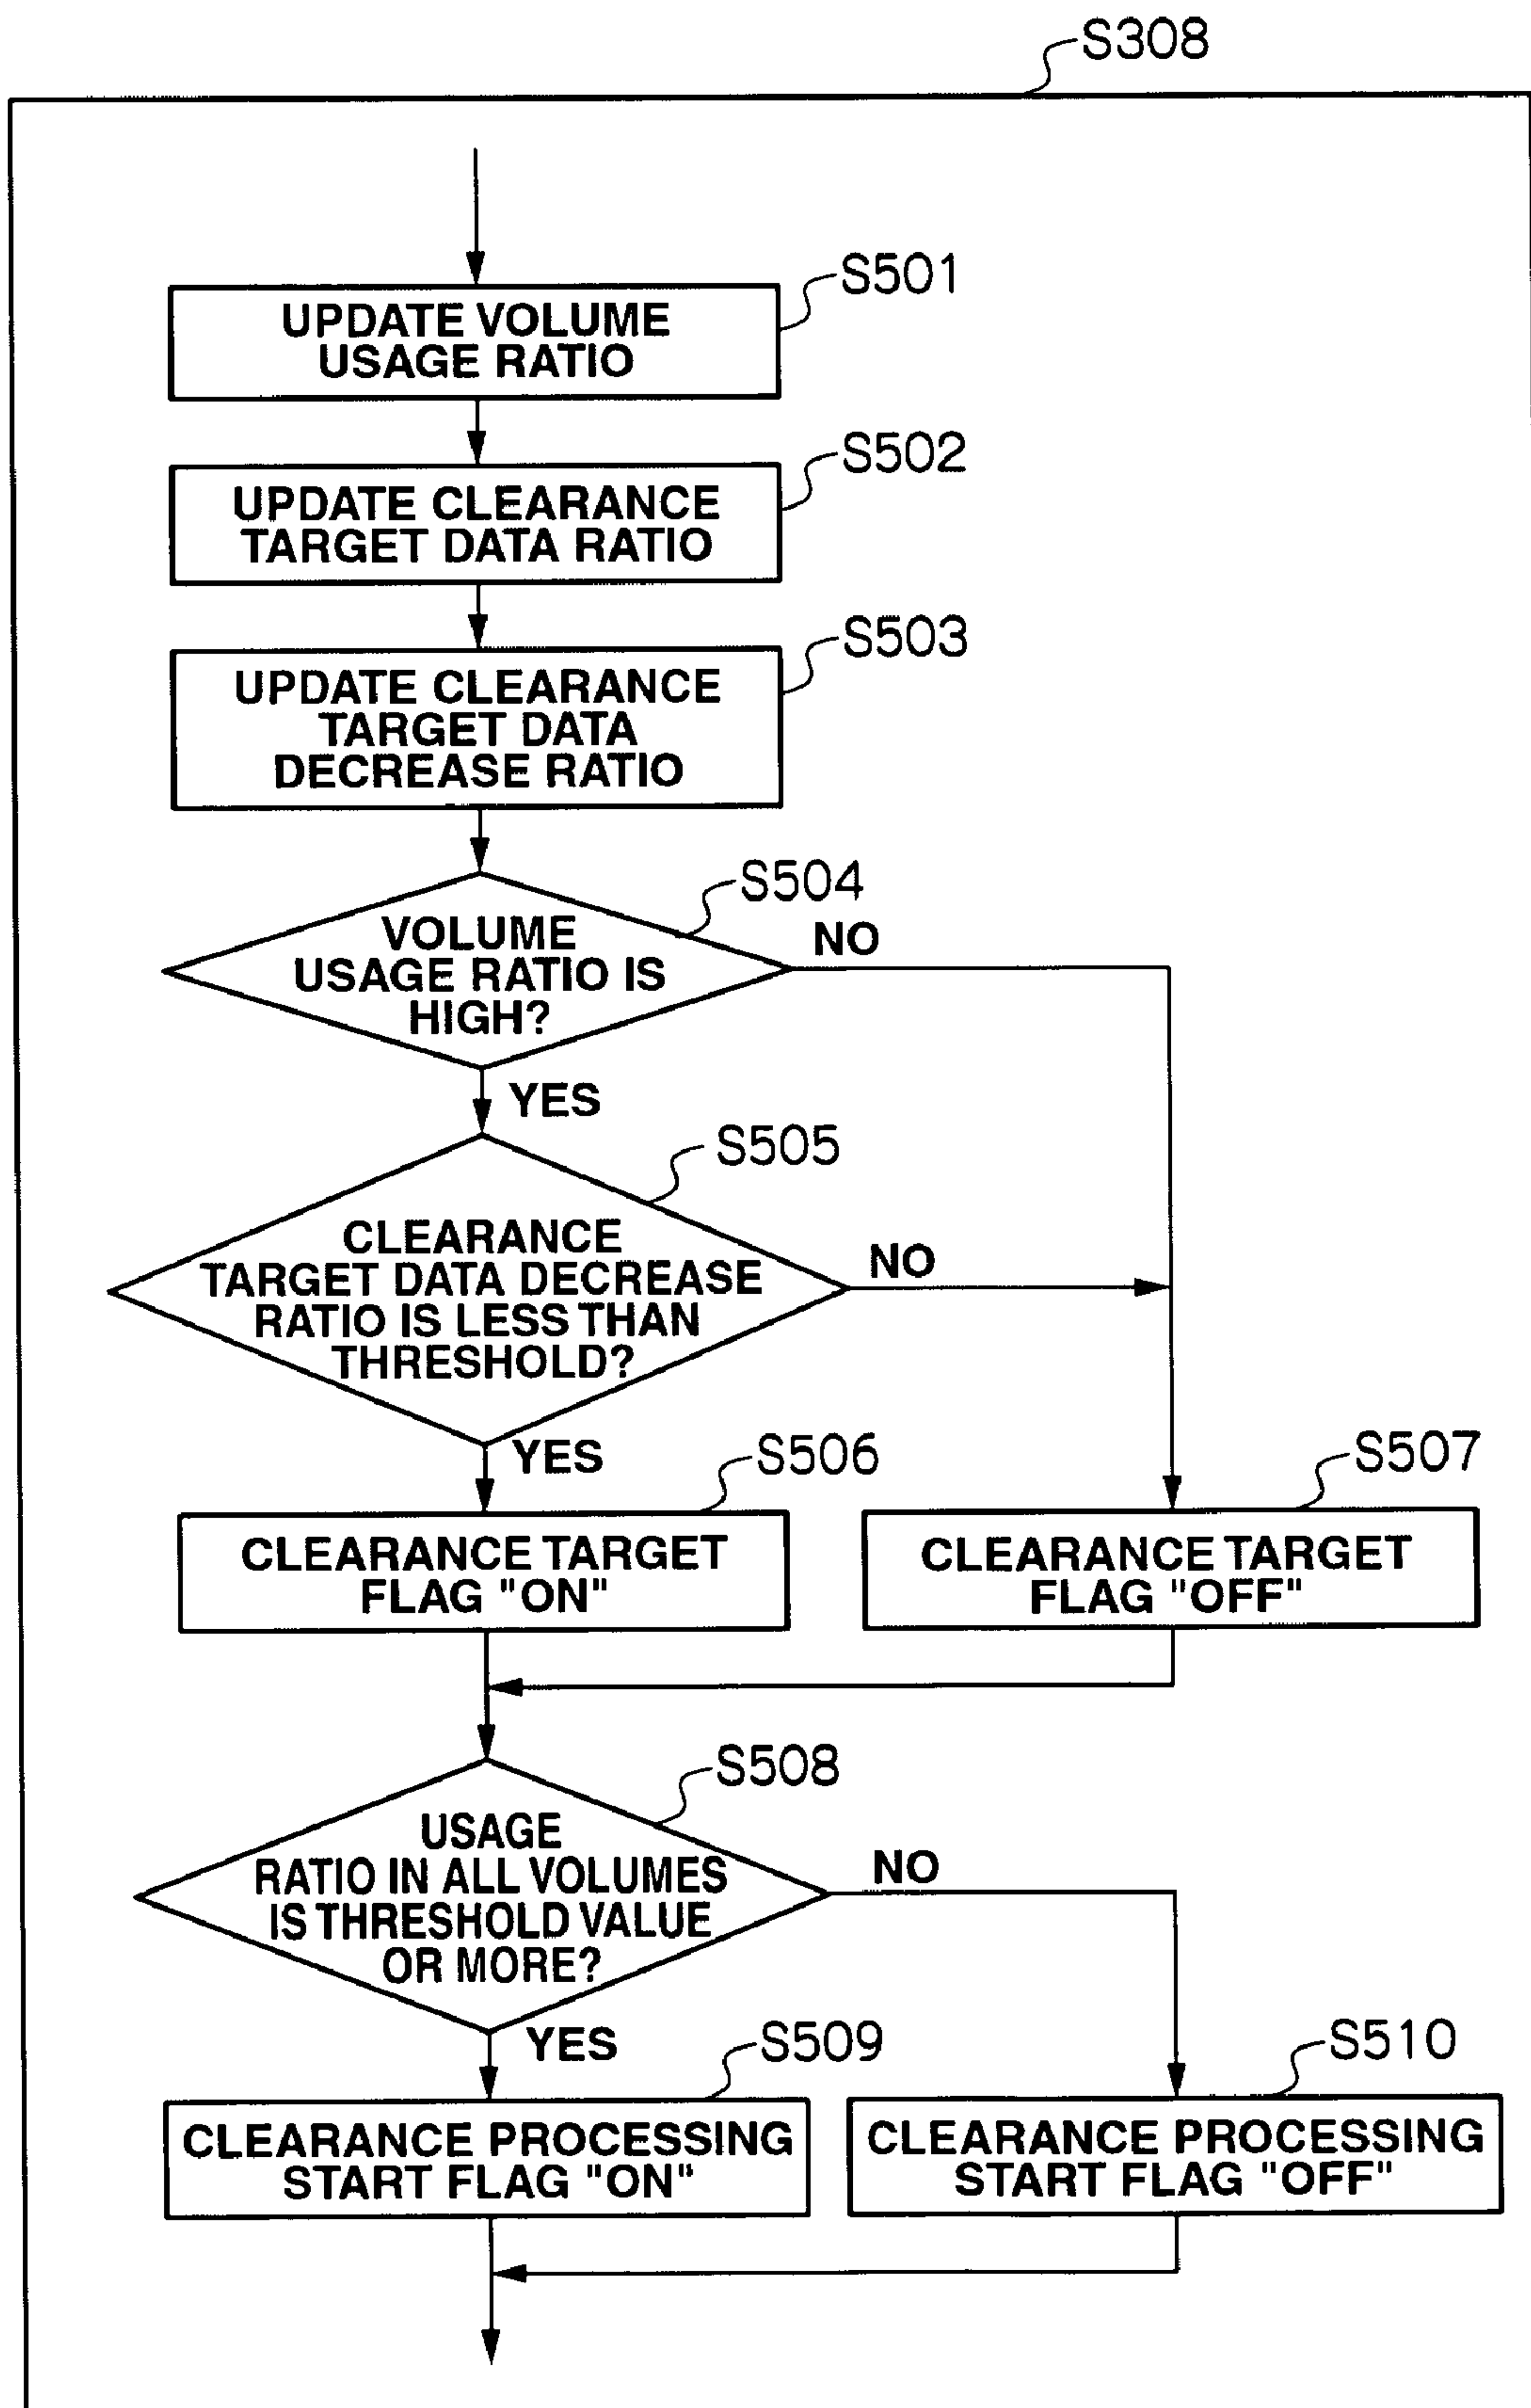 S308
S501
UPDATE VOLUME
USAGE RATIO
S502
UPDATE CLEARANCE
TARGET DATA RATIO
S503
UPDATE CLEARANCE
TARGET DATA
DECREASE RATIO
S504
VOLUME
USAGE RATIO IS
HIGH?
NO
YES
S505
CLEARANCE
TARGET DATA DECREASE
RATIO IS LESS THAN
THRESHOLD?
NO
YES
S506
CLEARANCE TARGET
FLAG "ON"
S507
CLEARANCE TARGET
FLAG "OFF"
S508
USAGE
RATIO IN ALL VOLUMES
IS THRESHOLD VALUE
OR MORE?
NO
YES
S509
CLEARANCE PROCESSING
START FLAG "ON"
S510
CLEARANCE PROCESSING
START FLAG "OFF"